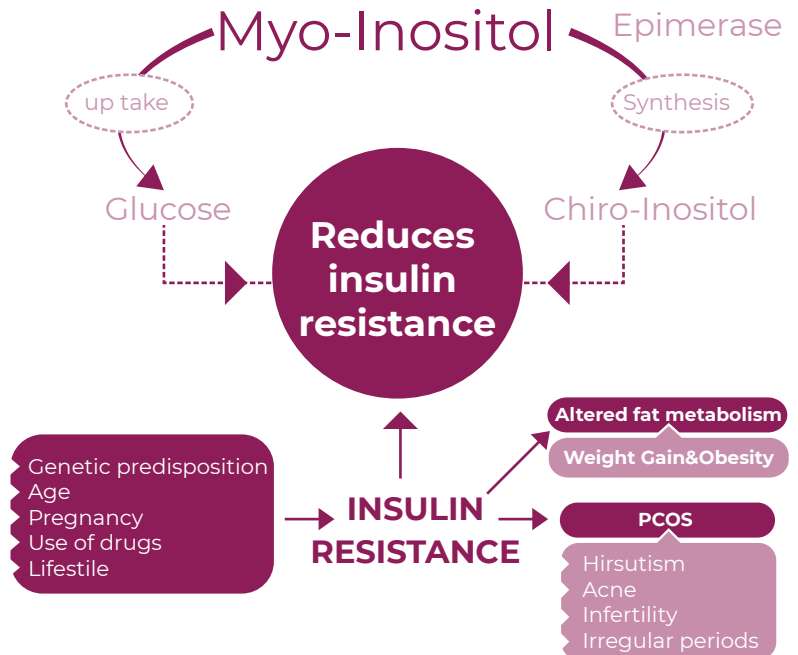 Myo-Inositol
Epimerase
up take
Synthesis
Glucose
Chiro-Inositol
Reduces
insulin
resistance
Genetic predisposition
Age
Pregnancy
Use of drugs
Lifestile
INSULIN
RESISTANCE
Altered fat metabolism
Weight Gain&Obesity
PCOS
Hirsutism
Acne
Infertility
Irregular periods